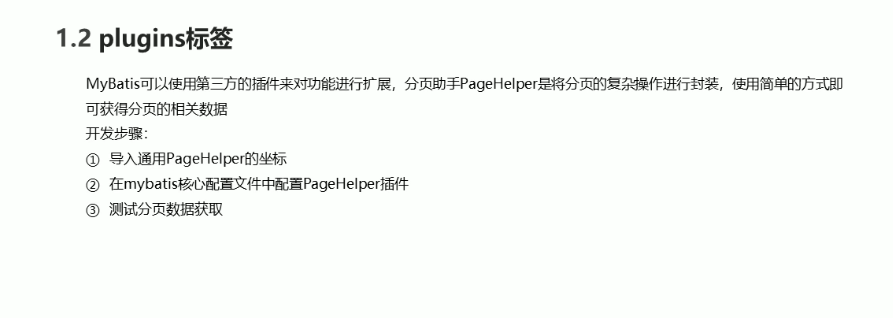 1.2 plugins标签
MyBatis可以使用第三方的插件来对功能进行扩展，分页助手PageHelper是将分页的复杂操作进行封装，使用简单的方式即
可获得分页的相关数据
开发步骤：
① 导入通用PageHelper的坐标
② 在mybatis核心配置文件中配置PageHelper插件
③ 测试分页数据获取